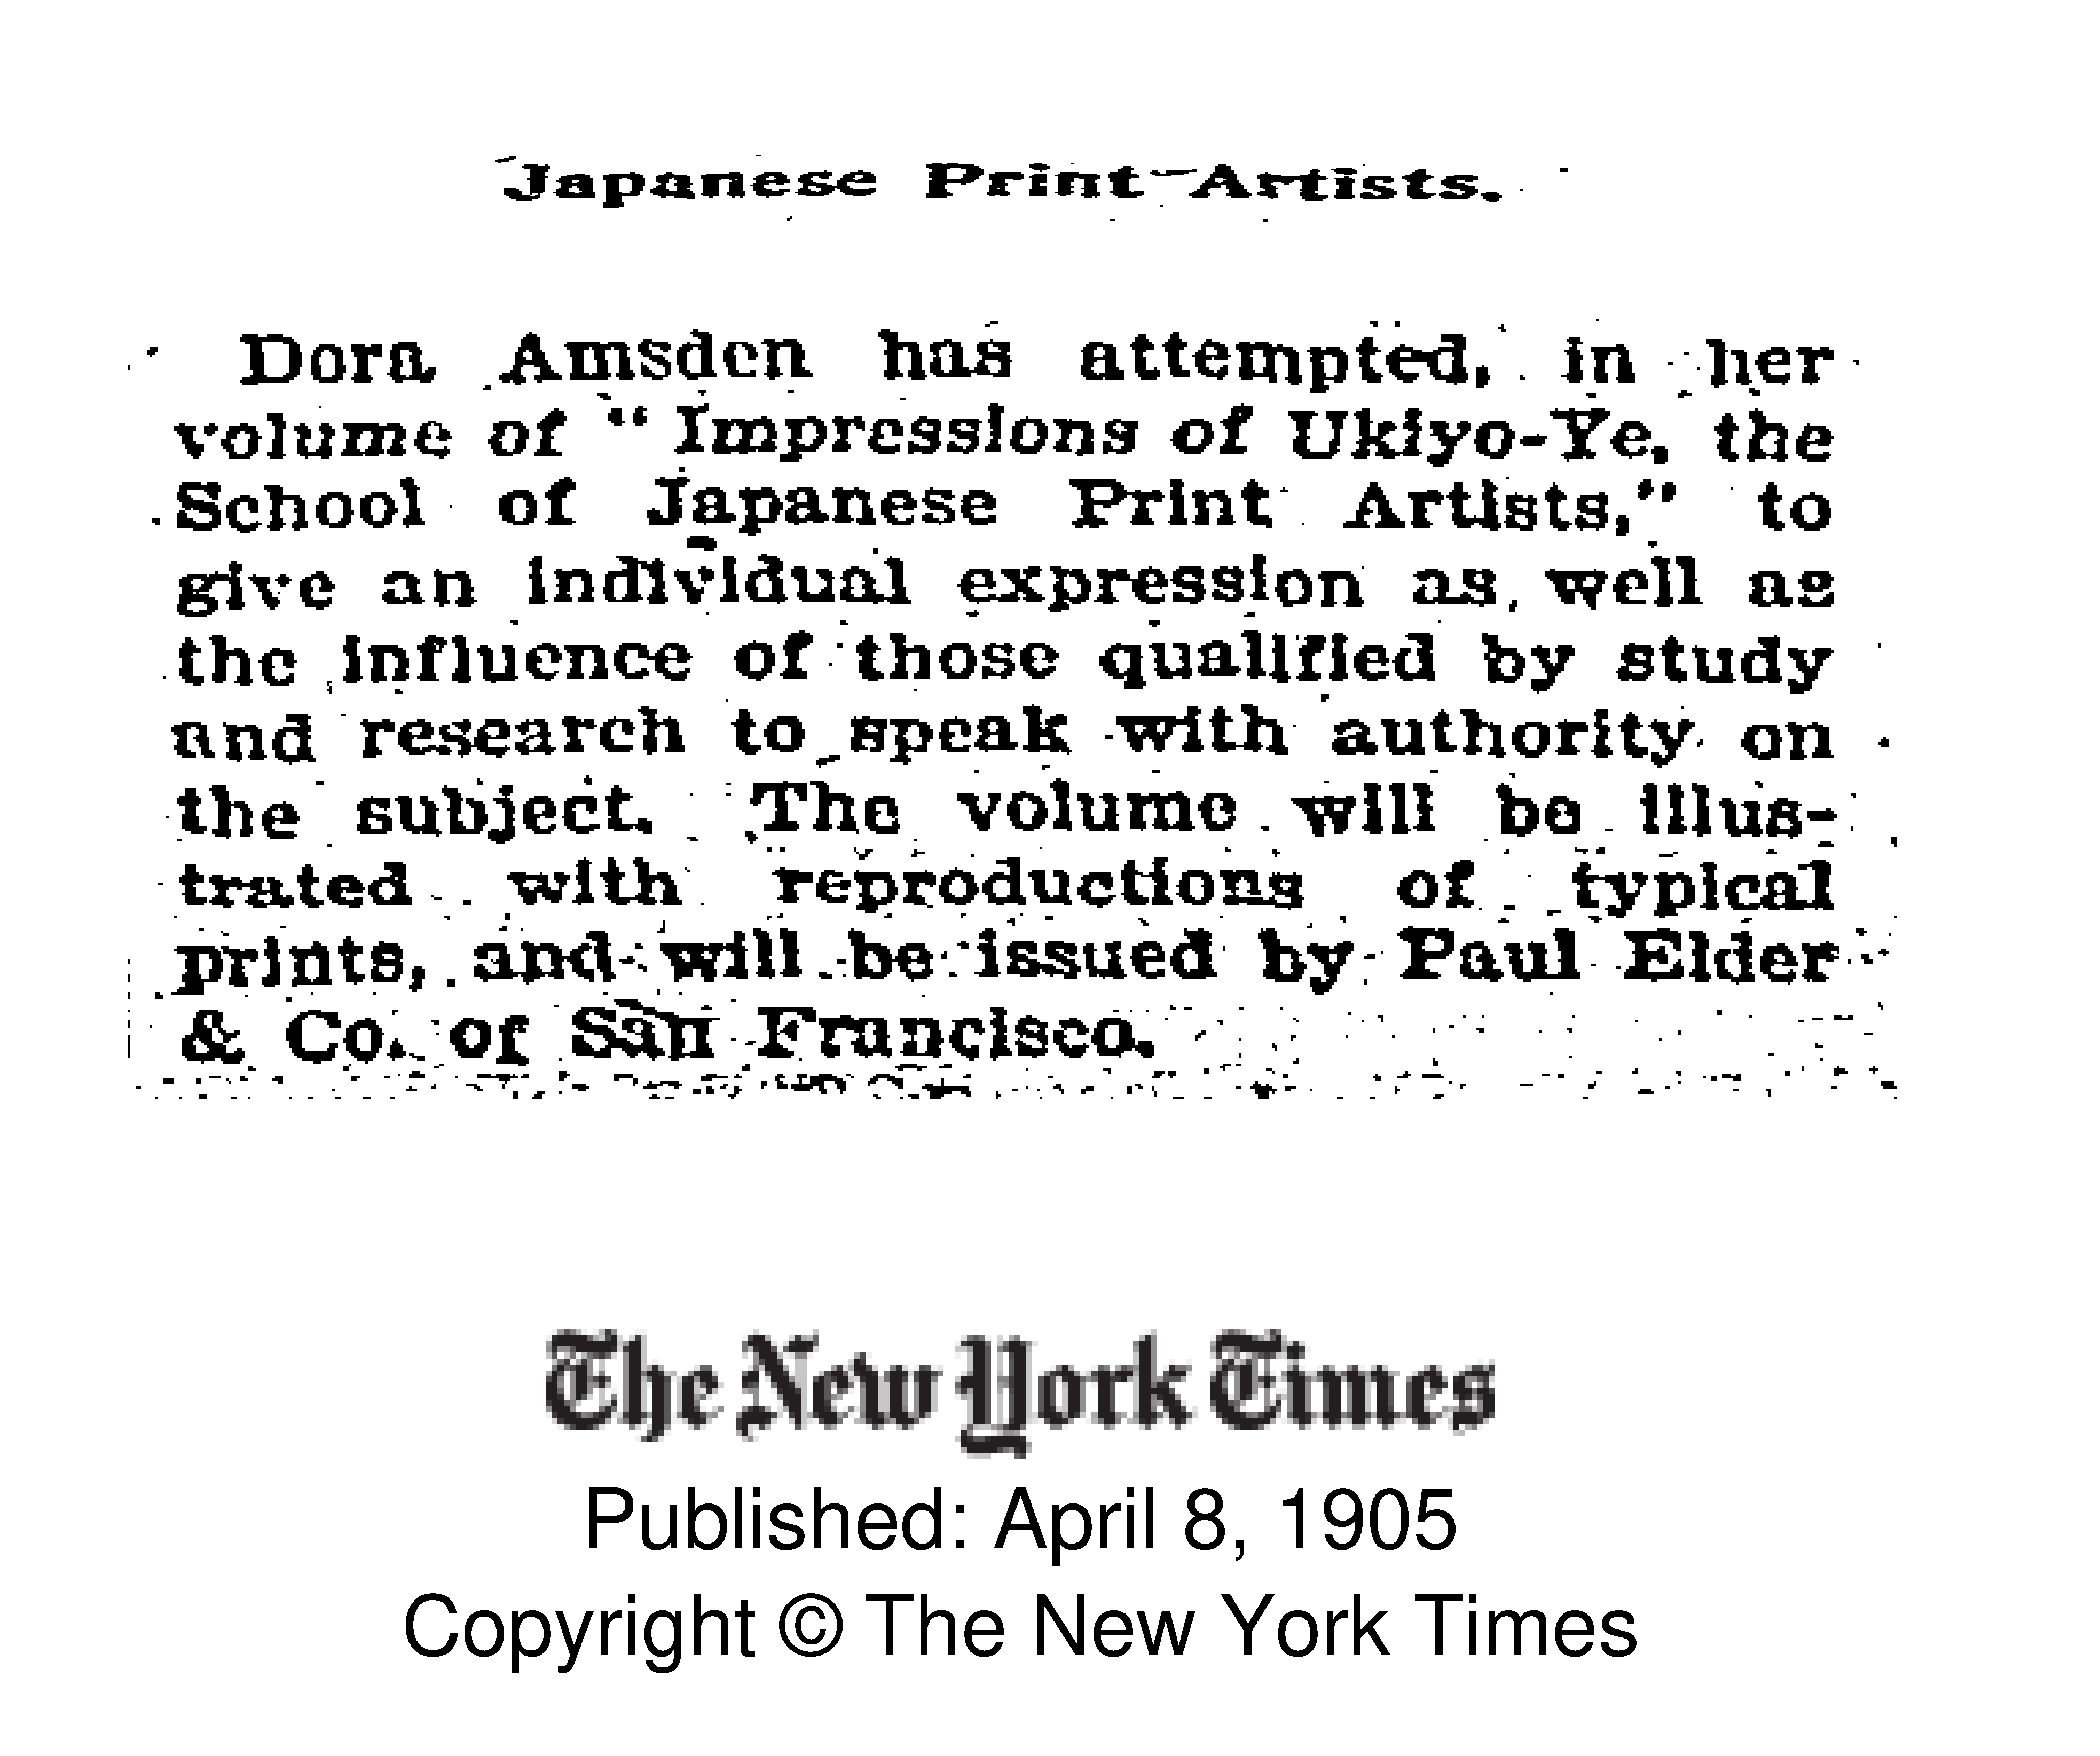 Japanese Print Artists.
Dora Amsden has attempted, in her
volume of "Impressions of Ukiyo-Ye, the
School of Japanese Print Artists," to
give an individual expression as well as
the influence of those qualified by study
and research to speak with authority on
the subject. The volume will be illus-
trated with reproductions of typical
prints, and will be issued by Paul Elder
& Co. of San Francisco.
The New York Times
Published: April 8, 1905
Copyright © The New York Times